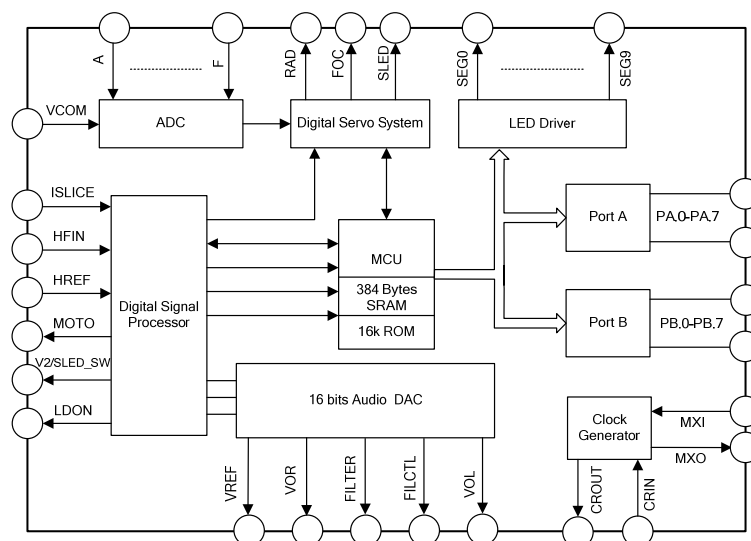 A
F
RAD
FOC
SLED
SEG0
SEG9
VCOM
ADC
Digital Servo System
LED Driver
ISLICE
HFIN
HREF
MOTO
V2/SLED_SW
LDON
Digital Signal
Processor
MCU
384 Bytes
SRAM
16k ROM
Port A
PA.0-PA.7
Port B
PB.0-PB.7
16 bits Audio DAC
Clock
Generator
MXI
MXO
VREF
VOR
FILTER
FILCTL
VOL
CROUT
CRIN